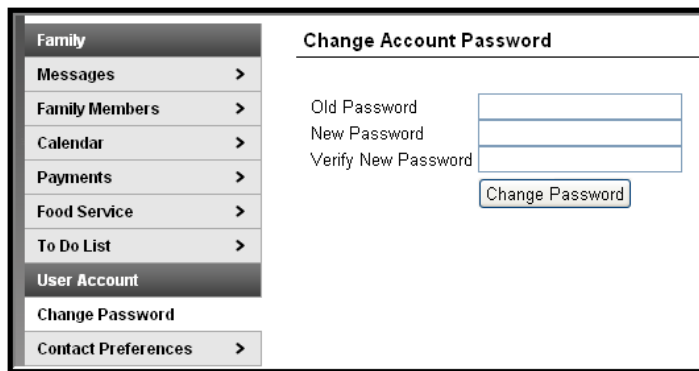 Family
Messages >
Family Members >
Calendar >
Payments >
Food Service >
To Do List >
User Account
Change Password
Contact Preferences >
Change Account Password
Old Password
New Password
Verify New Password
Change Password